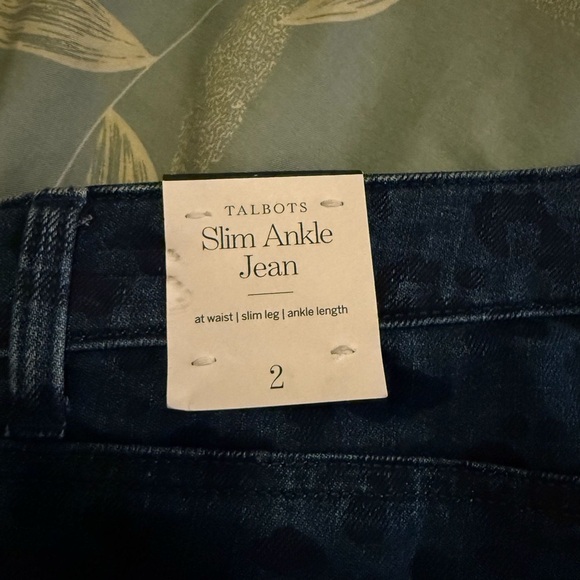 TALBOTS
Slim Ankle
Jean
at waist | slim leg | ankle length
2